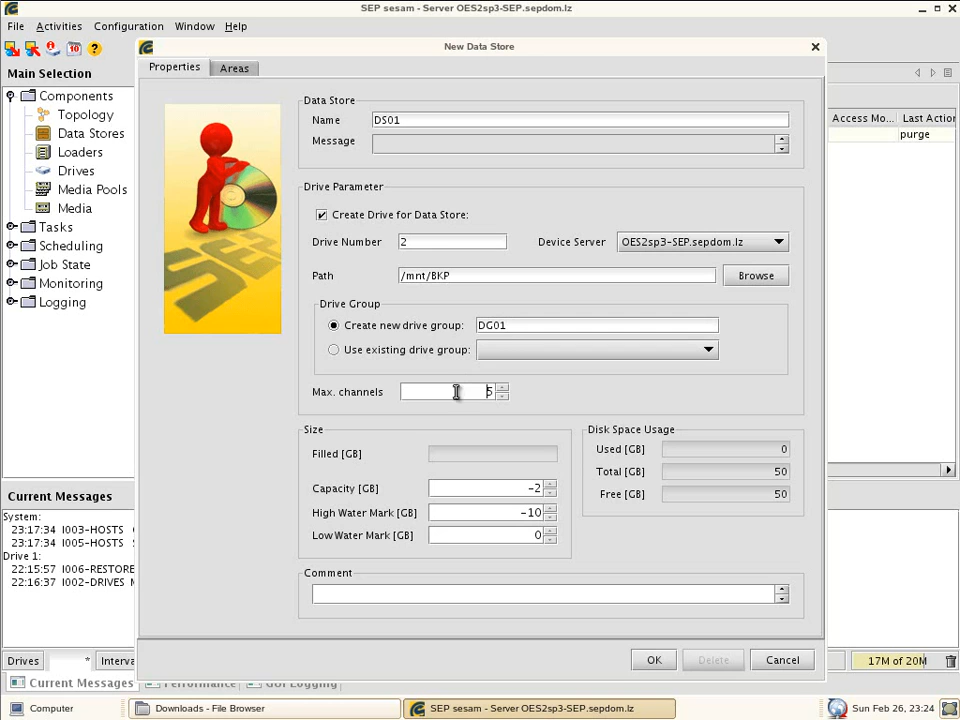 SEP sesam - Server OES2sp3-SEP.sepdom.lz
File Activities Configuration Window Help
New Data Store
Main Selection
Properties Areas
Components
Topology
Data Stores
Loaders
Drives
Media Pools
Media
Tasks
Scheduling
Job State
Monitoring
Logging
Data Store
Name DS01
Message
Drive Parameter
Create Drive for Data Store:
Drive Number 2 Device Server OES2sp3-SEP.sepdom.lz
Path /mnt/BKP Browse
Drive Group
Create new drive group: DG01
Use existing drive group:
Max. channels 5
Size
Filled [GB]
Capacity [GB] -2
High Water Mark [GB] -10
Low Water Mark [GB] 0
Disk Space Usage
Used [GB] 0
Total [GB] 50
Free [GB] 50
Comment
OK Delete Cancel
Access Mo... Last Action
purge
Current Messages
System:
23:17:34 I003-HOSTS
23:17:34 I005-HOSTS
Drive 1:
22:15:57 I006-RESTORE
22:16:37 I002-DRIVES
Drives * Interva
17M of 20M
Current Messages Performance GUI Logging
Computer Downloads - File Browser SEP sesam - Server OES2sp3-SEP.sepdom.lz Sun Feb 26, 23:24